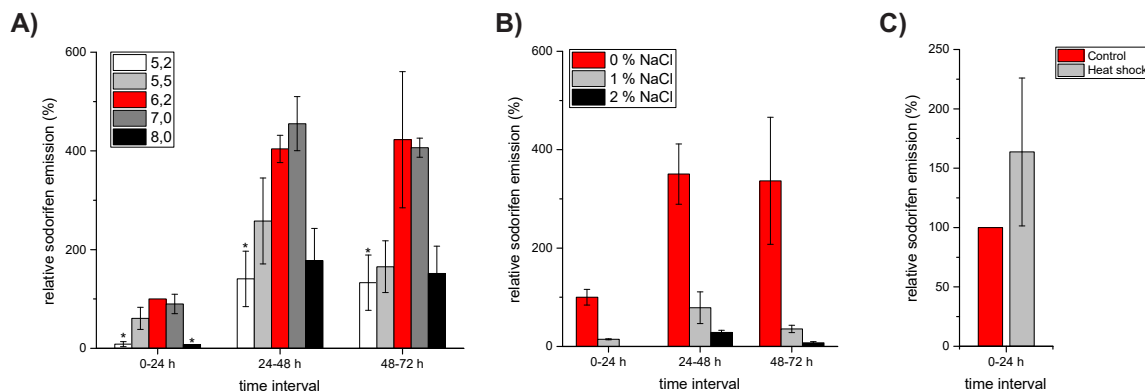 A)
600
400
200
0
relative sodorifen emission (%)
5,2
5,5
6,2
7,0
8,0
*
*
*
*
0-24 h
24-48 h
48-72 h
time interval
B)
600
400
200
0
relative sodorifen emission (%)
0 % NaCl
1 % NaCl
2 % NaCl
0-24 h
24-48 h
48-72 h
time interval
C)
250
200
150
100
50
0
relative sodorifen emission (%)
Control
Heat shock
0-24 h
time interval